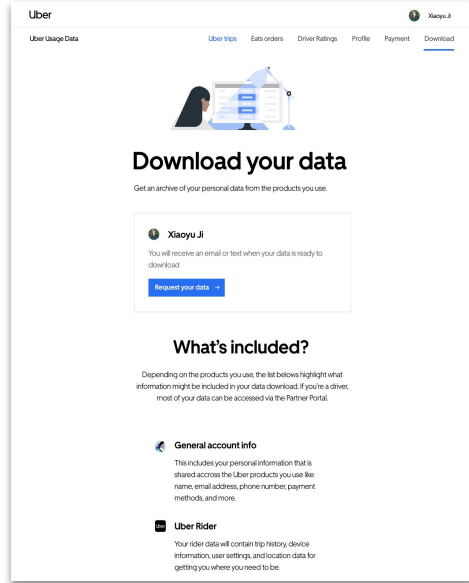 Uber
Xiaoyu Ji
Uber Usage Data
Uber trips Eats orders Driver Ratings Profile Payment Download
Download your data
Get an archive of your personal data from the products you use.
Xiaoyu Ji
You will receive an email or text when your data is ready to
download
Request your data →
What's included?
Depending on the products you use, the list belows highlight what
information might be included in your data download. If you're a driver,
most of your data can be accessed via the Partner Portal.
General account info
This includes your personal information that is
shared accross the Uber products you use like
name, email address, phone number, payment
methods, and more.
Uber
Uber Rider
Your rider data will contain trip history, device
information, user settings, and location data for
getting you where you need to be.